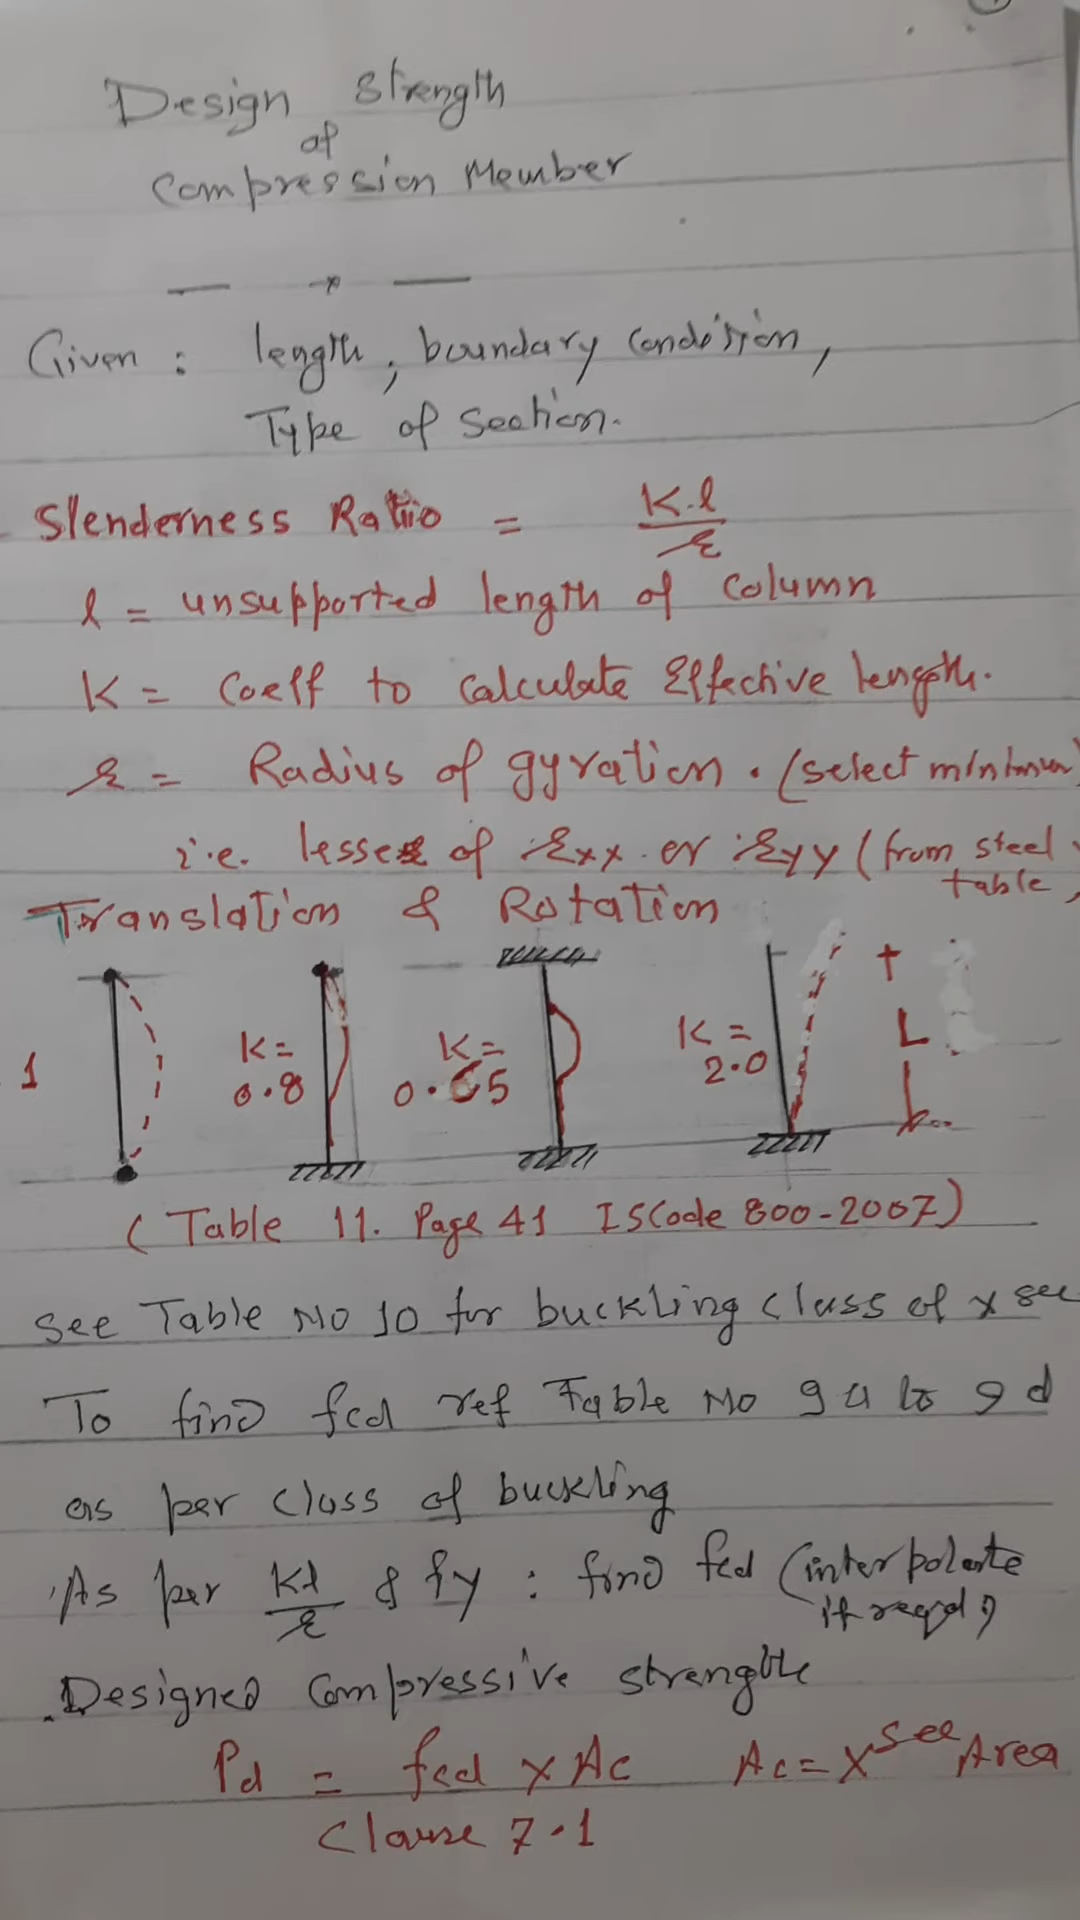 Design Strength
of
Compression Member
Given : length, boundary Condition,
Type of Section.
Slenderness Ratio = K.l / r
l = unsupported length of Column
K = Coeff to Calculate Effective length.
r = Radius of gyration. (select minimum)
i.e. lesser of rxx or ryy (from steel
table,
Translation & Rotation
1
K =
0.8
K =
0.65
K =
2.0
(Table 11. Page 41 IS Code 800-2007)
See Table No 10 for buckling class of x sec
To find fcd ref Table No 9a to 9d
as per class of buckling
As per Kl / r & fy : find fcd (interpolate
if reqd)
Designed Compressive strength
Pd = fcd x Ac Ac = x sec Area
Clause 7.1